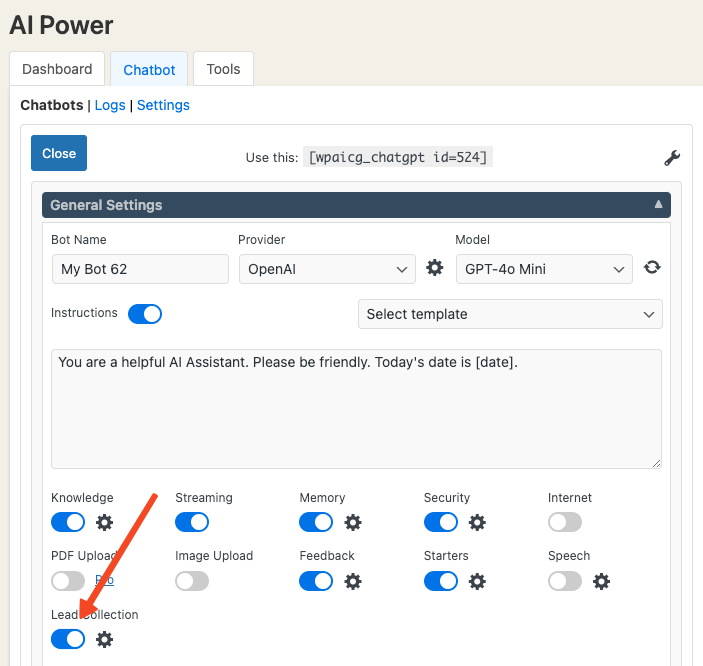 AI Power
Dashboard Chatbot Tools
Chatbots | Logs | Settings
Close Use this: [wpaicg_chatgpt id=524]
General Settings
Bot Name Provider Model
My Bot 62 OpenAI GPT-4o Mini
Instructions Select template
You are a helpful AI Assistant. Please be friendly. Today's date is [date].
Knowledge Streaming Memory Security Internet
PDF Upload Image Upload Feedback Starters Speech
Pro
Lead Collection